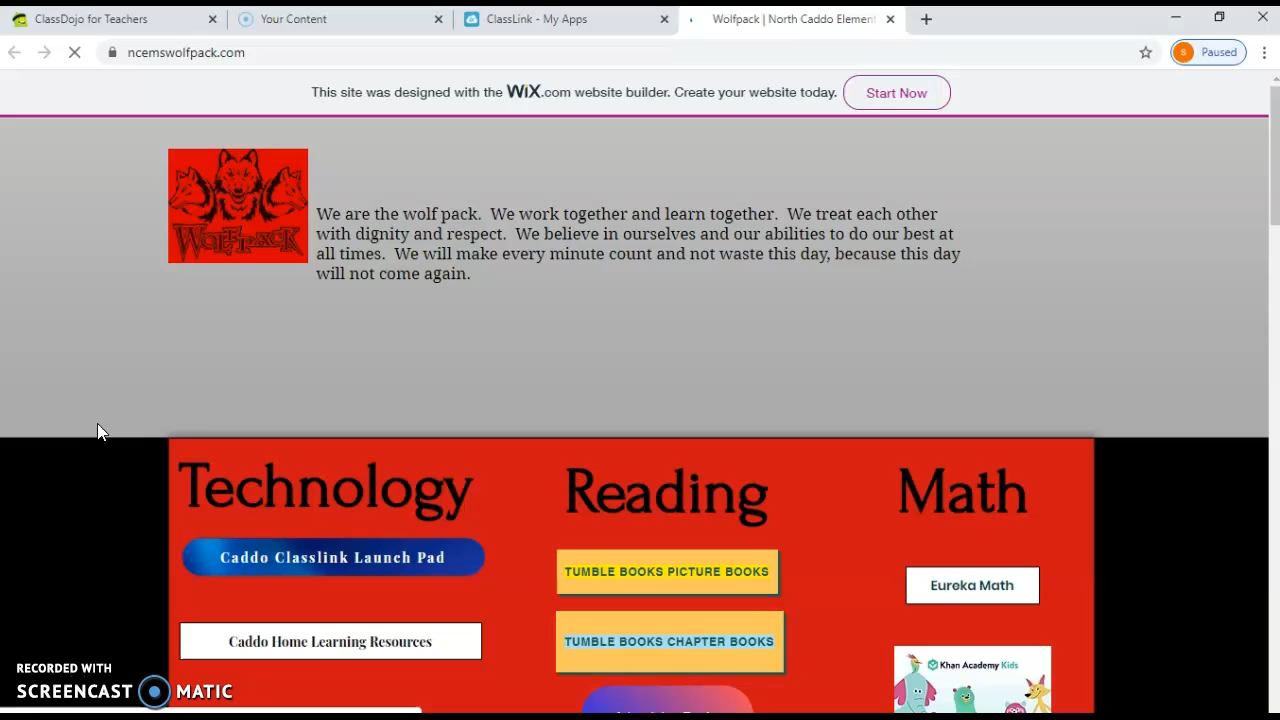 ClassDojo for Teachers
Your Content
ClassLink - My Apps
Wolfpack | North Caddo Element
ncemswolfpack.com
S Paused
This site was designed with the WiX.com website builder. Create your website today.
Start Now
WOLFPACK
We are the wolf pack. We work together and learn together. We treat each other
with dignity and respect. We believe in ourselves and our abilities to do our best at
all times. We will make every minute count and not waste this day, because this day
will not come again.
Technology
Reading
Math
Caddo Classlink Launch Pad
TUMBLE BOOKS PICTURE BOOKS
Eureka Math
Caddo Home Learning Resources
TUMBLE BOOKS CHAPTER BOOKS
Khan Academy Kids
RECORDED WITH
SCREENCAST MATIC